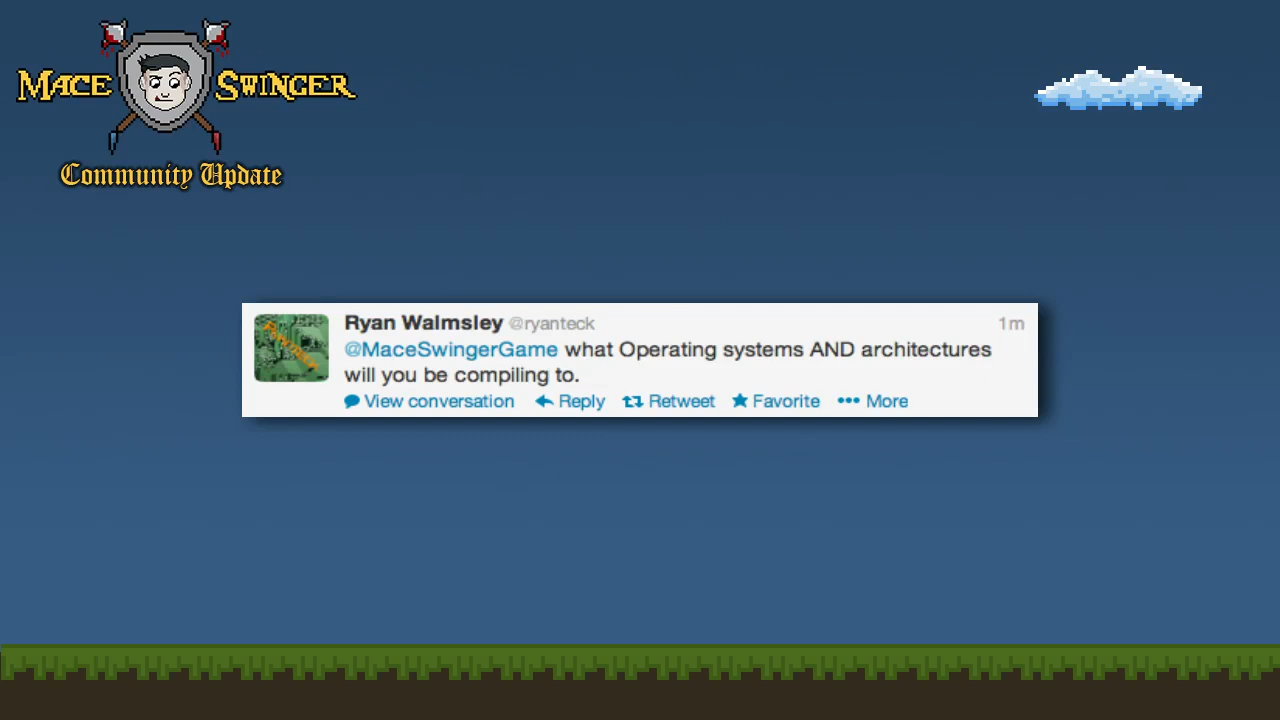 Mace Swinger
Community Update
Ryan Walmsley @ryanteck 1m
@MaceSwingerGame what Operating systems AND architectures
will you be compiling to.
View conversation Reply Retweet Favorite More